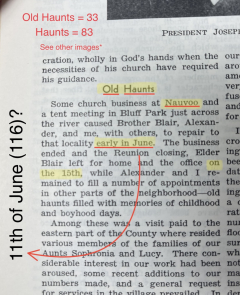 Old Haunts = 33
Haunts = 83
See other images*
PRESIDENT JOSEP
eration, wholly in God's hands when our
necessities of his church have required
his guidance.
Old Haunts
Some church business at Nauvoo and
a tent meeting in Bluff Park just across
the river caused Brother Blair, Alexan-
der, and me, with others, to repair to
that locality early in June. The business
ended and the Reunion closing, Elder
Blair left for home and the office on
the 15th, while Alexander and I re-
mained to fill a number of appointments
in other parts of the neighborhood—old
haunts filled with memories of childhood
and boyhood days.
Among these was a visit paid to the
eastern part of the County where resided
various members of the families of our
Aunts Sophronia and Lucy. There con-
siderable interest in our work had been
aroused, some recent additions to our
numbers made, and a general request
for services in the village prevailed. In
11th of June (116)?